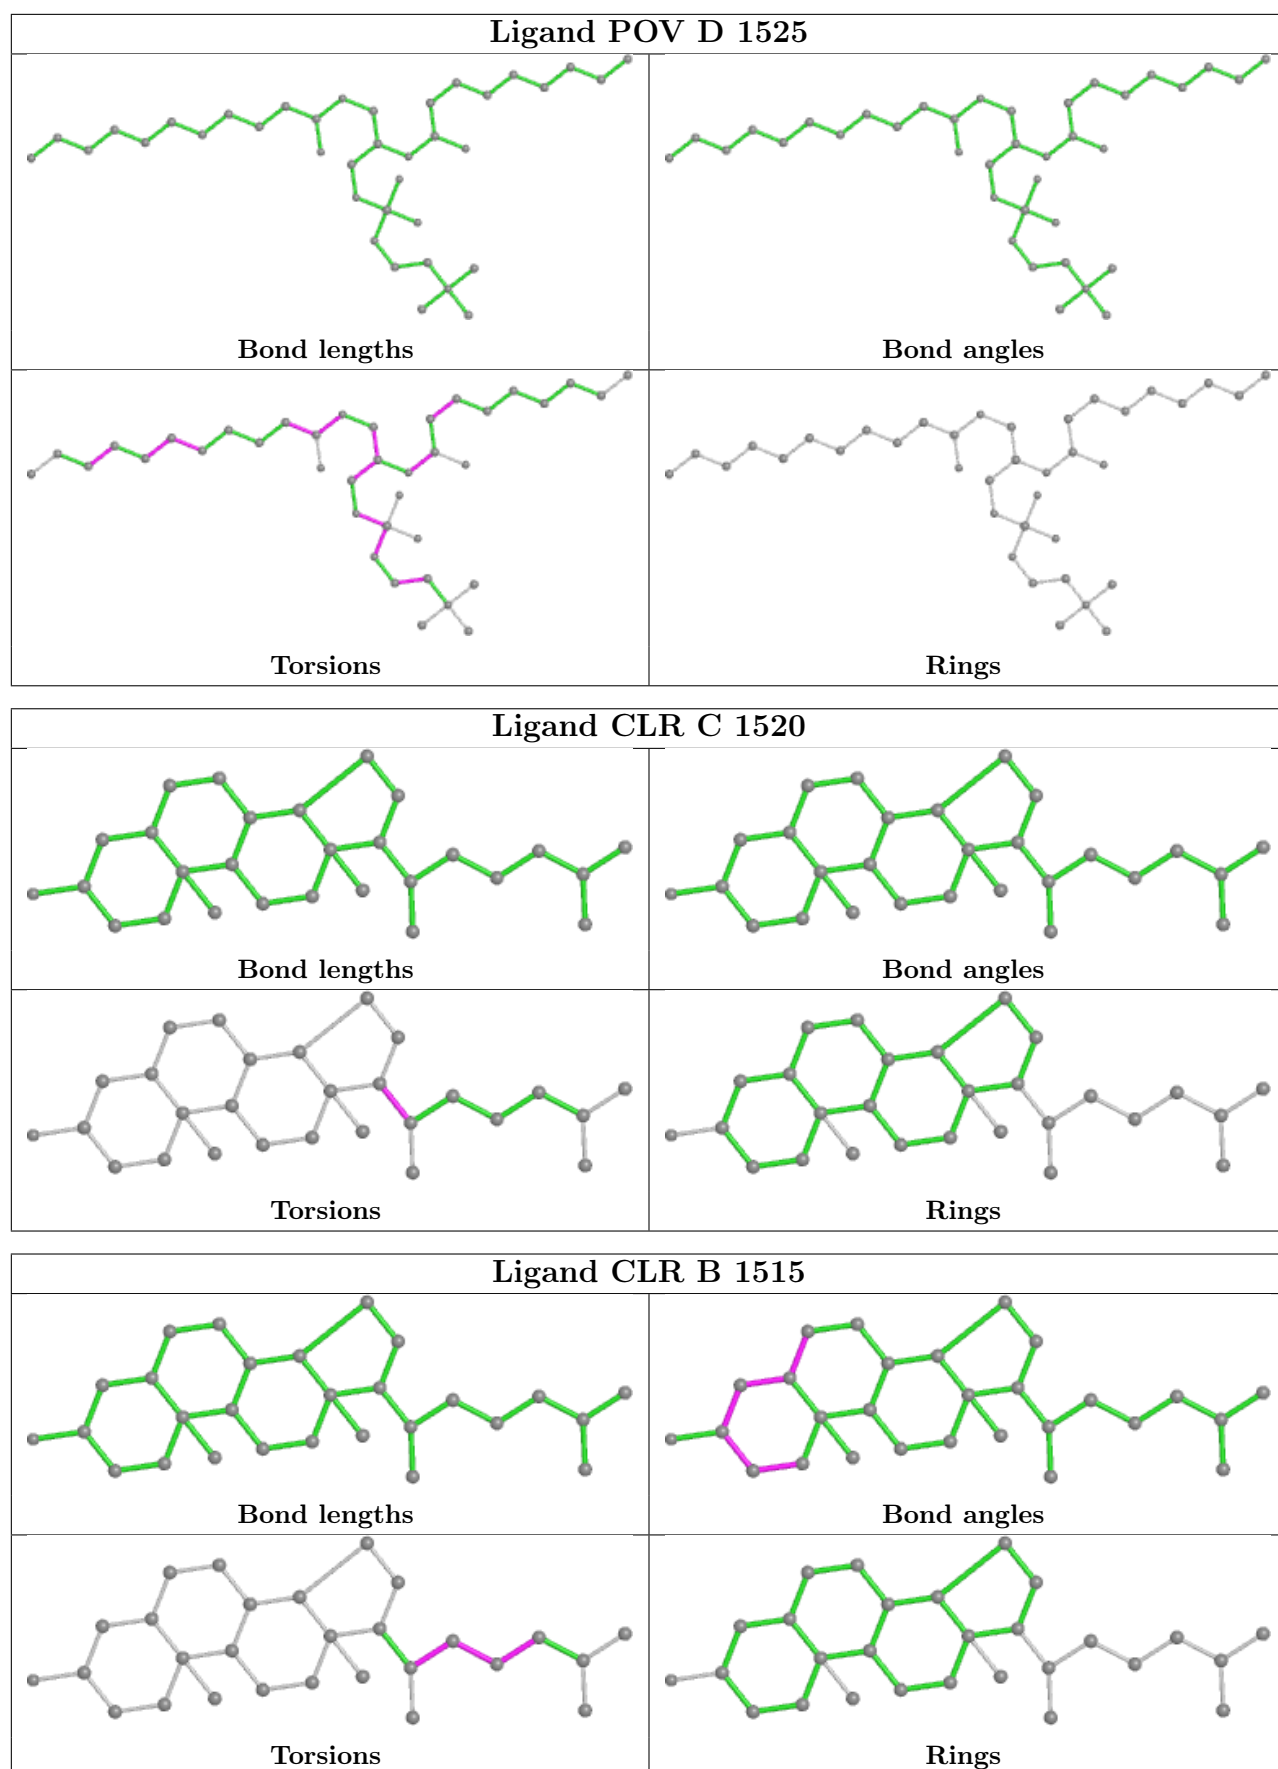 Ligand POV D 1525
Bond lengths
Bond angles
Torsions
Rings
Ligand CLR C 1520
Bond lengths
Bond angles
Torsions
Rings
Ligand CLR B 1515
Bond lengths
Bond angles
Torsions
Rings